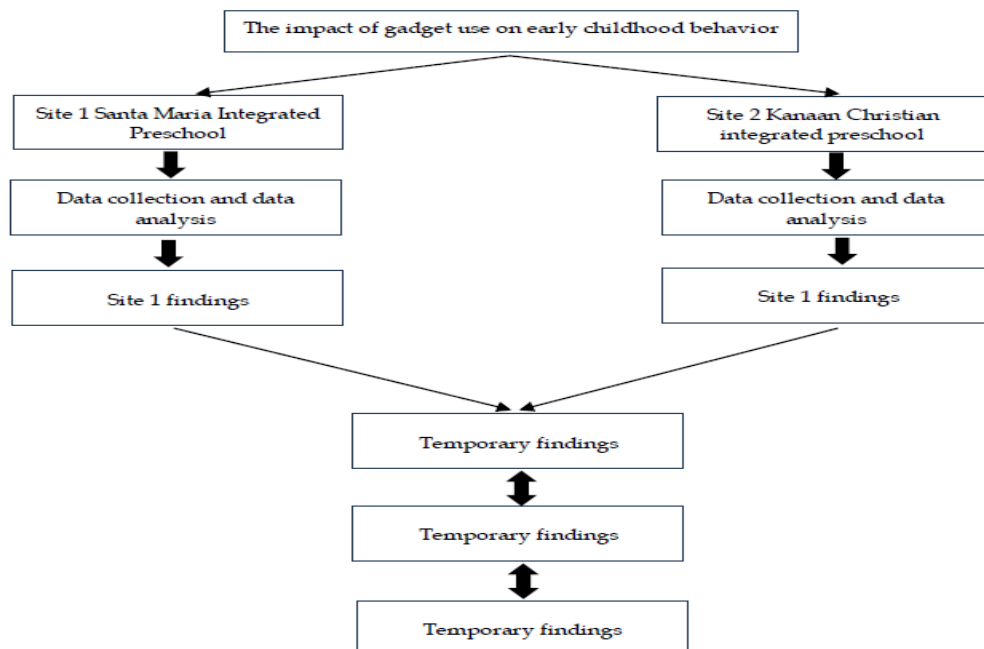 The impact of gadget use on early childhood behavior
Site 1 Santa Maria Integrated
Preschool
Site 2 Kanaan Christian
integrated preschool
Data collection and data
analysis
Data collection and data
analysis
Site 1 findings
Site 1 findings
Temporary findings
Temporary findings
Temporary findings